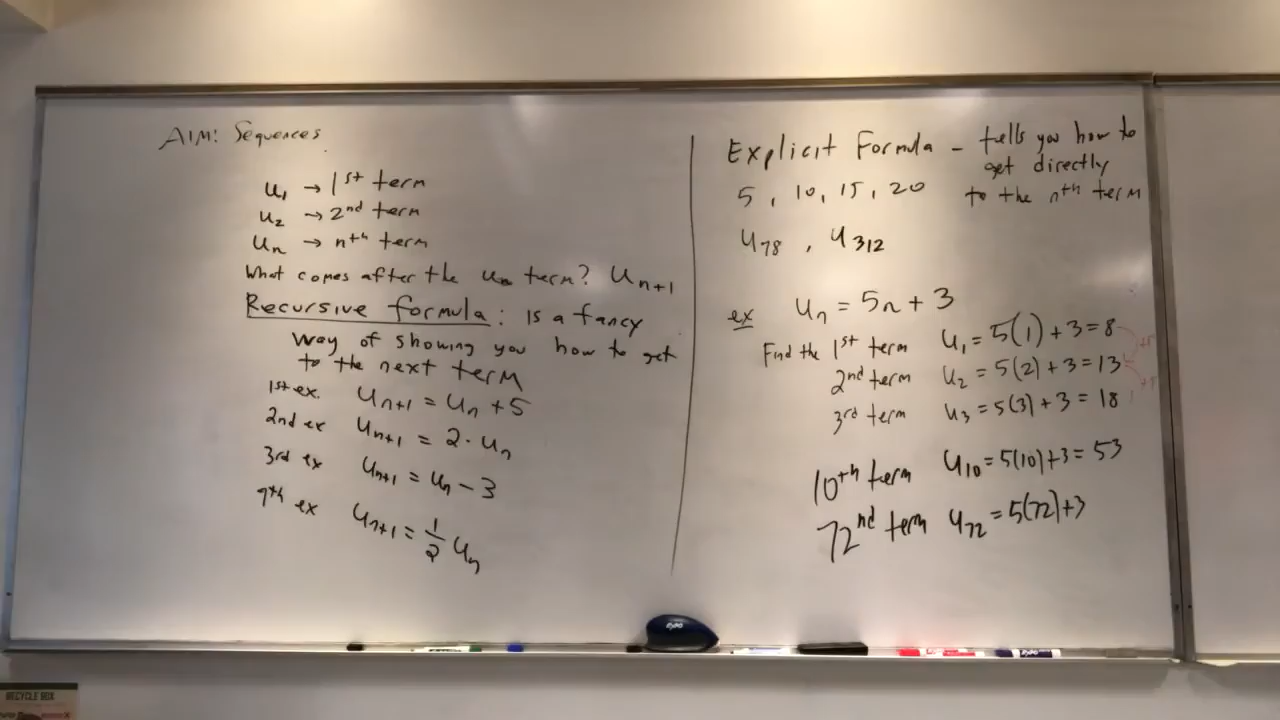 AIM: Sequences
u₁ → 1st term
u₂ → 2nd term
uₙ → nth term
What comes after the uₙ term? uₙ₊₁
Recursive formula: is a fancy
way of showing you how to get
to the next term
1st ex. uₙ₊₁ = uₙ + 5
2nd ex uₙ₊₁ = 2 · uₙ
3rd ex uₙ₊₁ = uₙ − 3
4th ex uₙ₊₁ = 1/2 uₙ
Explicit Formula – tells you how to
get directly
to the nth term
5, 10, 15, 20
u₇₈, u₃₁₂
ex uₙ = 5n + 3
Find the 1st term u₁ = 5(1) + 3 = 8
2nd term u₂ = 5(2) + 3 = 13
3rd term u₃ = 5(3) + 3 = 18
+5
+5
10th term u₁₀ = 5(10) + 3 = 53
72nd term u₇₂ = 5(72) + 3
EXPO
RECYCLE BOX